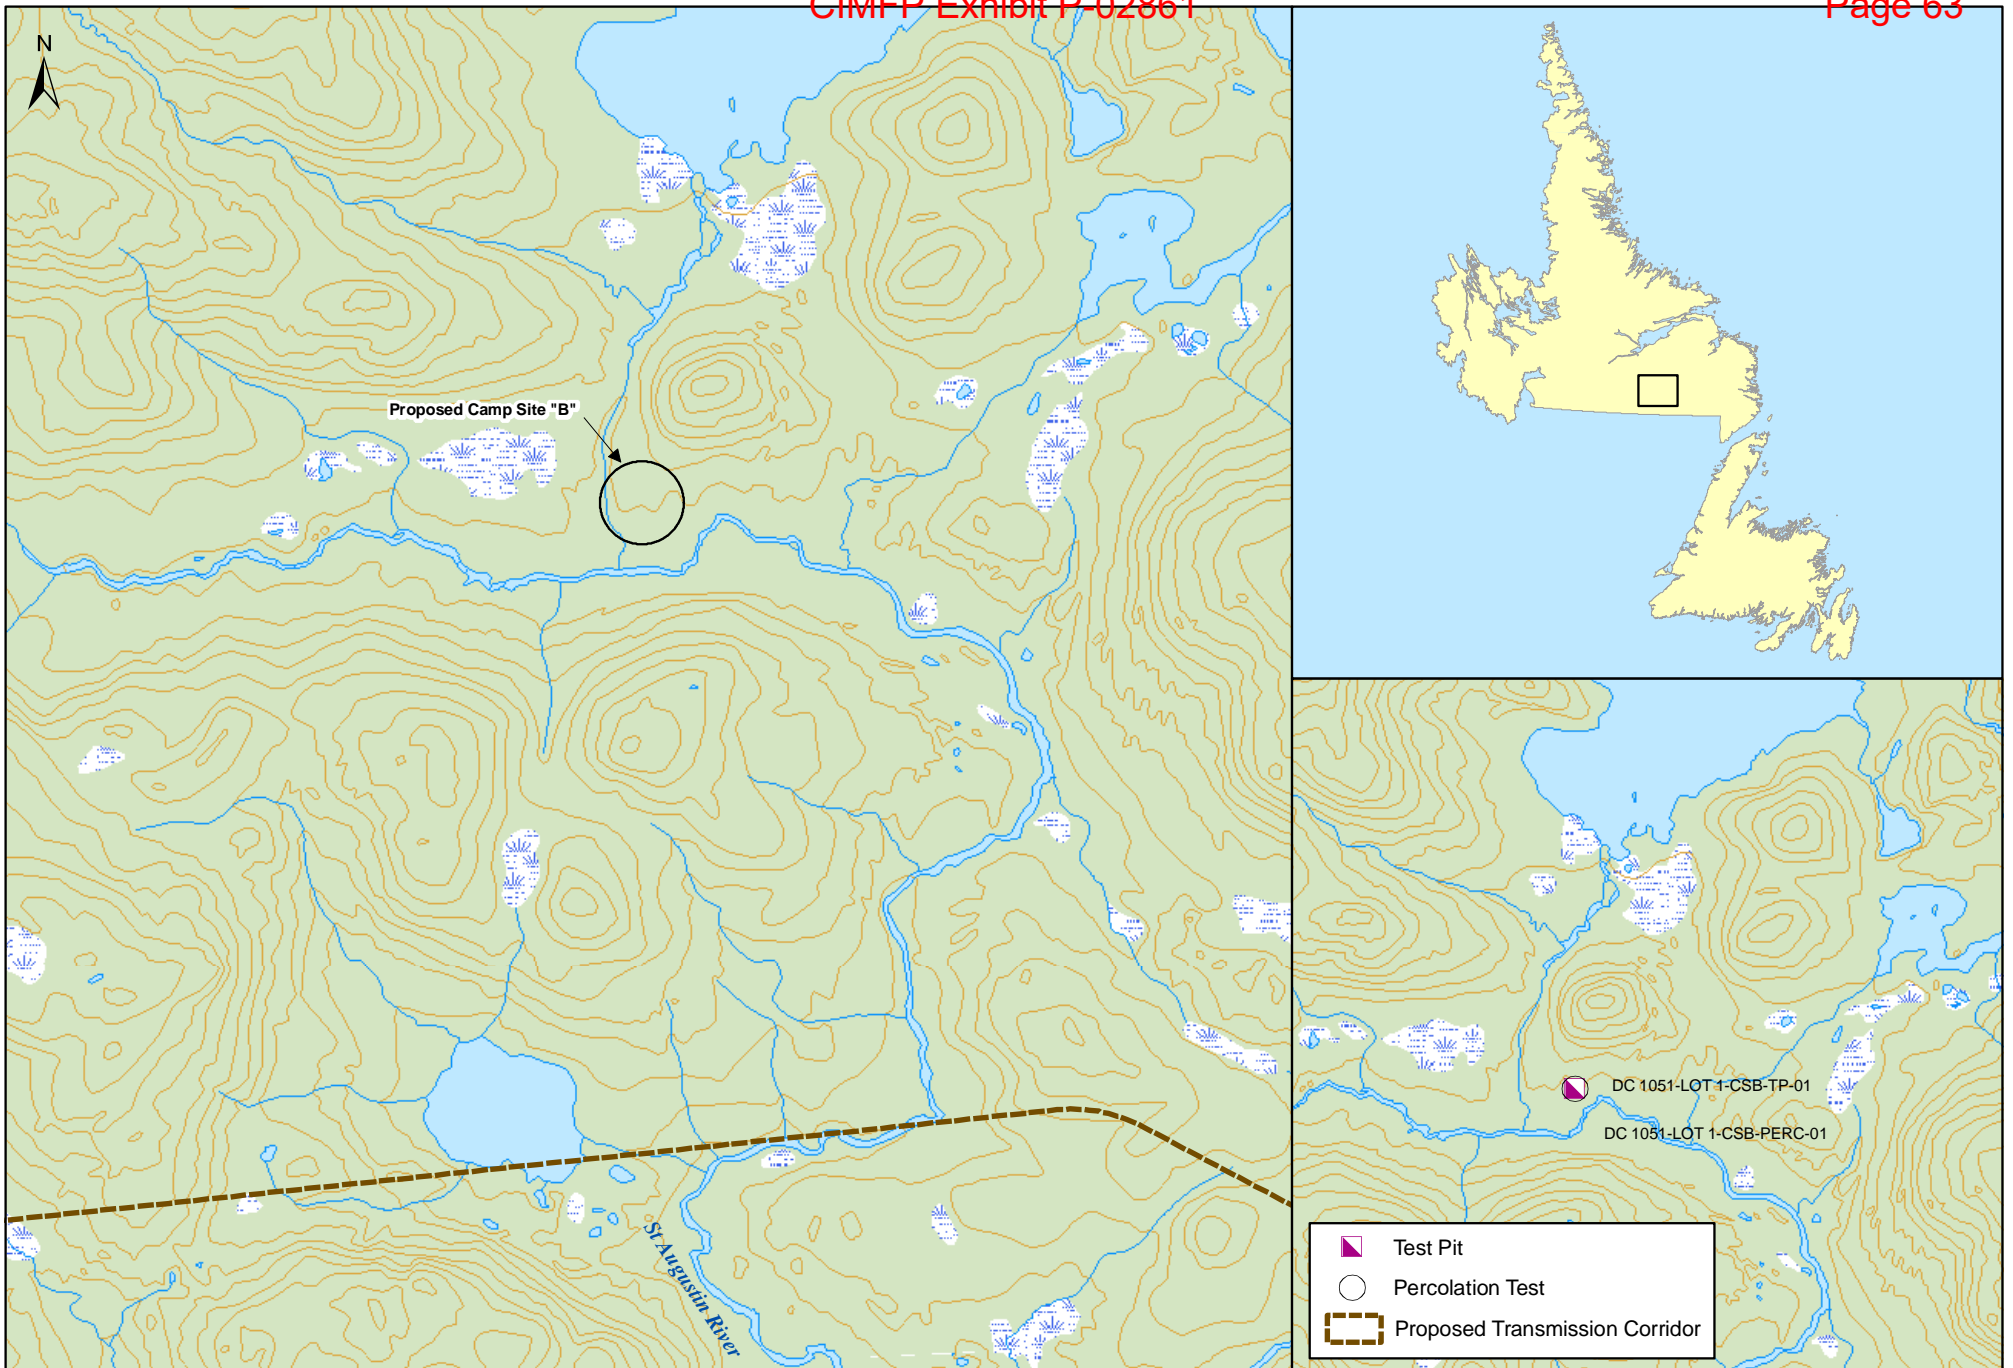 CIMFP Exhibit P-02861
Page 63
N
Proposed Camp Site "B"
St Augustin River
DC 1051-LOT 1-CSB-TP-01
DC 1051-LOT 1-CSB-PERC-01
Test Pit
Percolation Test
Proposed Transmission Corridor